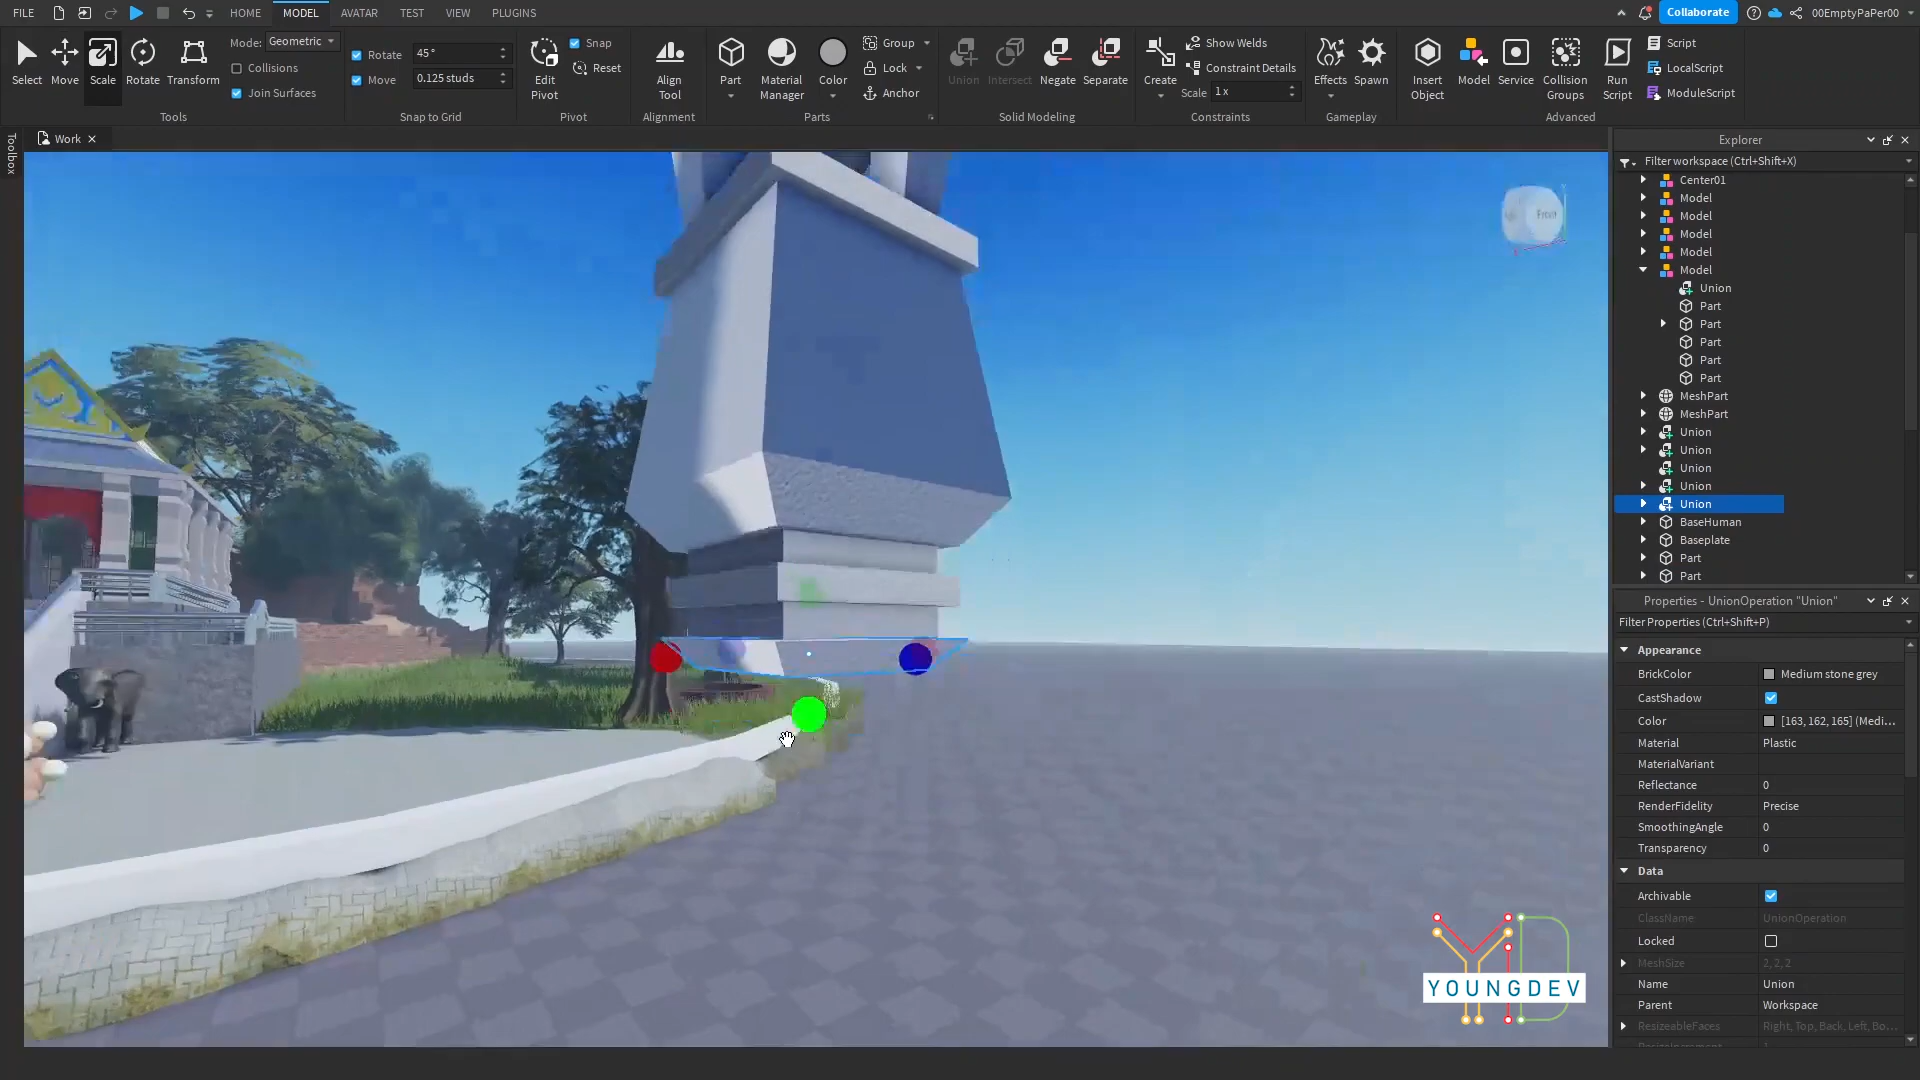 FILE
HOME
MODEL
AVATAR
TEST
VIEW
PLUGINS
Collaborate
00EmptyPaPer00
Select
Move
Scale
Rotate
Transform
Mode: Geometric
Collisions
Join Surfaces
Tools
Rotate 45°
Move 0.125 studs
Snap to Grid
Edit Pivot
Snap
Reset
Pivot
Align Tool
Alignment
Part
Material Manager
Color
Group
Lock
Anchor
Parts
Union
Intersect
Negate
Separate
Solid Modeling
Create
Show Welds
Constraint Details
Scale 1 x
Constraints
Effects
Spawn
Gameplay
Insert Object
Model
Service
Collision Groups
Run Script
Script
LocalScript
ModuleScript
Advanced
Toolbox
Work
Front
Explorer
Filter workspace (Ctrl+Shift+X)
Center01
Model
Model
Model
Model
Model
Union
Part
Part
Part
Part
Part
MeshPart
MeshPart
Union
Union
Union
Union
Union
BaseHuman
Baseplate
Part
Part
Properties - UnionOperation "Union"
Filter Properties (Ctrl+Shift+P)
Appearance
BrickColor Medium stone grey
CastShadow
Color [163, 162, 165] (Medi...
Material Plastic
MaterialVariant
Reflectance 0
RenderFidelity Precise
SmoothingAngle 0
Transparency 0
Data
Archivable
ClassName UnionOperation
Locked
MeshSize 2, 2, 2
Name Union
Parent Workspace
ResizeableFaces Right, Top, Back, Left, Bo...
YOUNGDEV